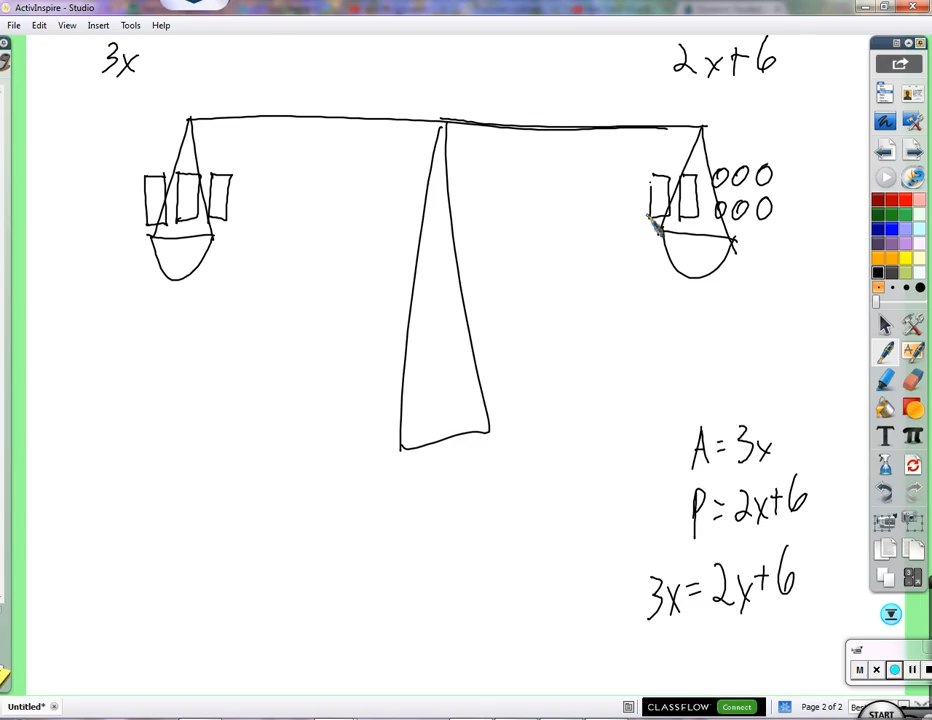 ActivInspire - Studio
File Edit View Insert Tools Help
3x
2x+6
A=3x
P=2x+6
3x=2x+6
M
Untitled*
CLASSFLOW Connect
Page 2 of 2
START